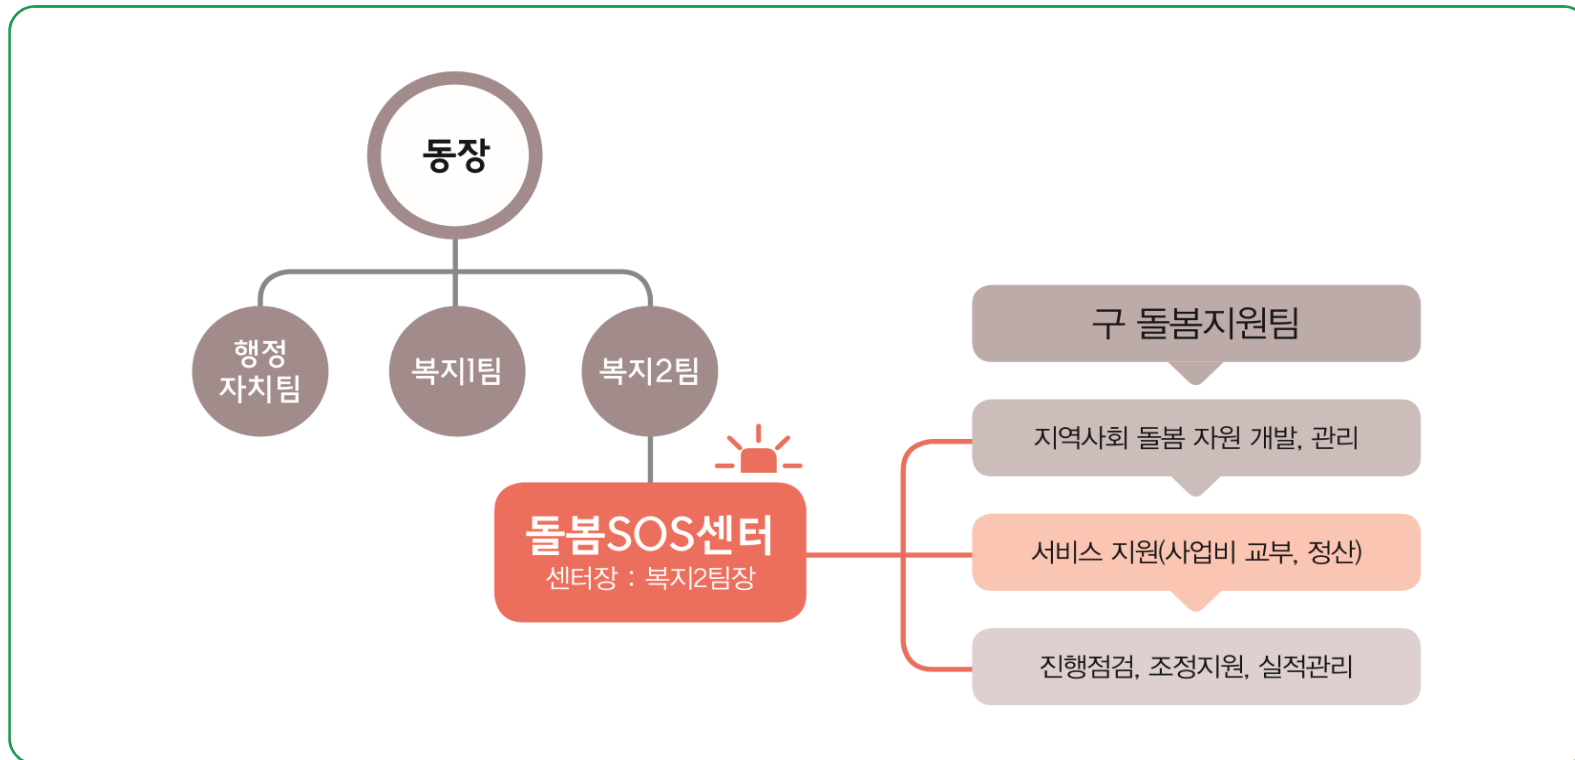 동장
행정
자치팀
복지1팀
복지2팀
돌봄SOS센터
센터장 : 복지2팀장
구 돌봄지원팀
지역사회 돌봄 자원 개발, 관리
서비스 지원(사업비 교부, 정산)
진행점검, 조정지원, 실적관리